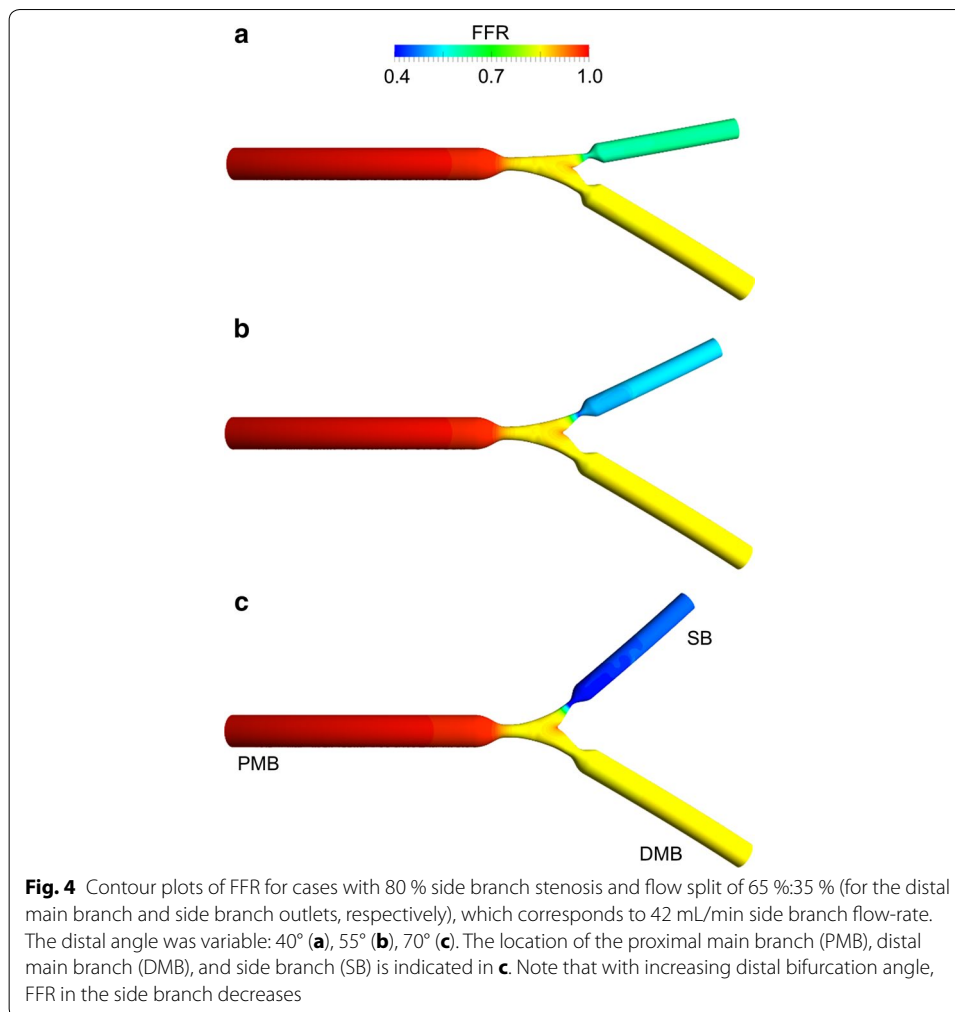 a
FFR
0.4 0.7 1.0
b
c
SB
PMB
DMB
Fig. 4 Contour plots of FFR for cases with 80 % side branch stenosis and flow split of 65 %:35 % (for the distal
main branch and side branch outlets, respectively), which corresponds to 42 mL/min side branch flow-rate.
The distal angle was variable: 40° (a), 55° (b), 70° (c). The location of the proximal main branch (PMB), distal
main branch (DMB), and side branch (SB) is indicated in c. Note that with increasing distal bifurcation angle,
FFR in the side branch decreases